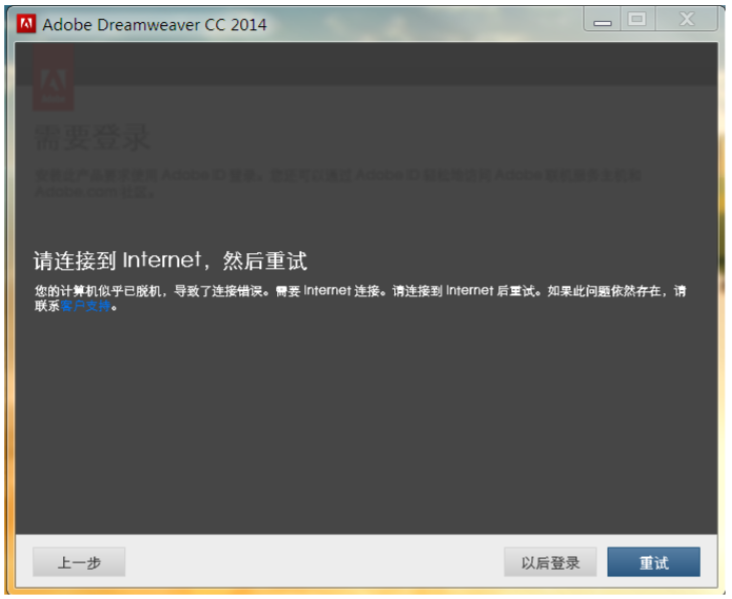 Adobe Dreamweaver CC 2014
需要登录
请连接到 Internet，然后重试
您的计算机似乎已脱机，导致了连接错误。需要 Internet 连接。请连接到 Internet 后重试。如果此问题依然存在，请
联系客户支持。
上一步
以后登录
重试